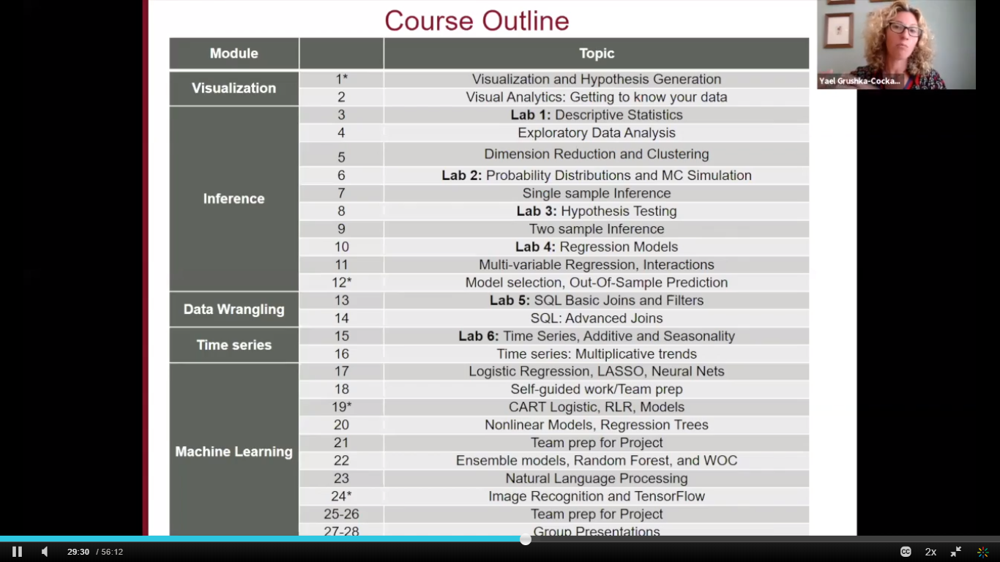 Course Outline
Module Topic
Visualization
1* Visualization and Hypothesis Generation
2 Visual Analytics: Getting to know your data
Inference
3 Lab 1: Descriptive Statistics
4 Exploratory Data Analysis
5 Dimension Reduction and Clustering
6 Lab 2: Probability Distributions and MC Simulation
7 Single sample Inference
8 Lab 3: Hypothesis Testing
9 Two sample Inference
10 Lab 4: Regression Models
11 Multi-variable Regression, Interactions
12* Model selection, Out-Of-Sample Prediction
Data Wrangling
13 Lab 5: SQL Basic Joins and Filters
14 SQL: Advanced Joins
Time series
15 Lab 6: Time Series, Additive and Seasonality
16 Time series: Multiplicative trends
Machine Learning
17 Logistic Regression, LASSO, Neural Nets
18 Self-guided work/Team prep
19* CART Logistic, RLR, Models
20 Nonlinear Models, Regression Trees
21 Team prep for Project
22 Ensemble models, Random Forest, and WOC
23 Natural Language Processing
24* Image Recognition and TensorFlow
25-26 Team prep for Project
27-28 Group Presentations
Yael Grushka-Cocka...
29:30 / 56:12
CC
2x